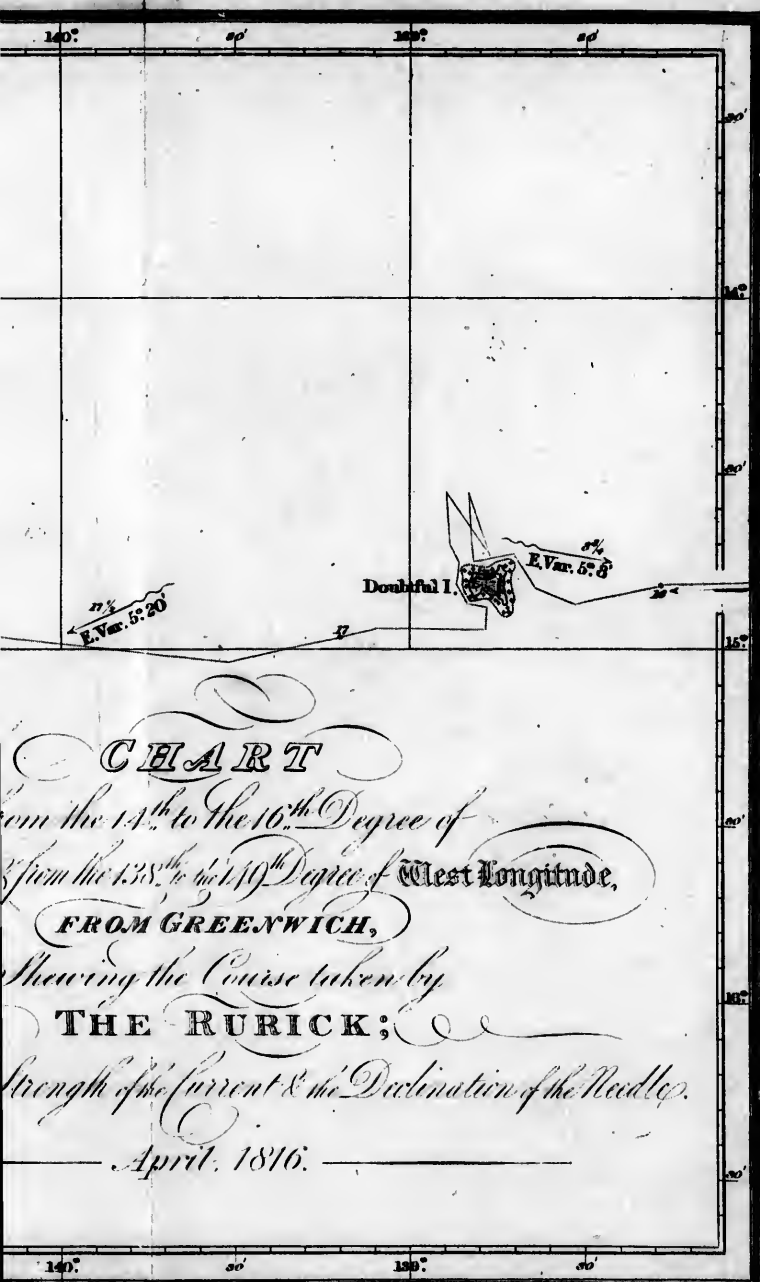 140° 30' 139° 30'
30'
14°
30'
Doubtful I.
E.Var. 5° 8'
E.Var. 5° 20'
17
15°
CHART
om the 14th to the 16th Degree of
& from the 138th to the 149th Degree of West Longitude,
30'
FROM GREENWICH,
Shewing the Course taken by
16°
THE RURICK;
Strength of the Current & the Declination of the Needle.
April, 1816.
30'
140° 30' 139° 30'